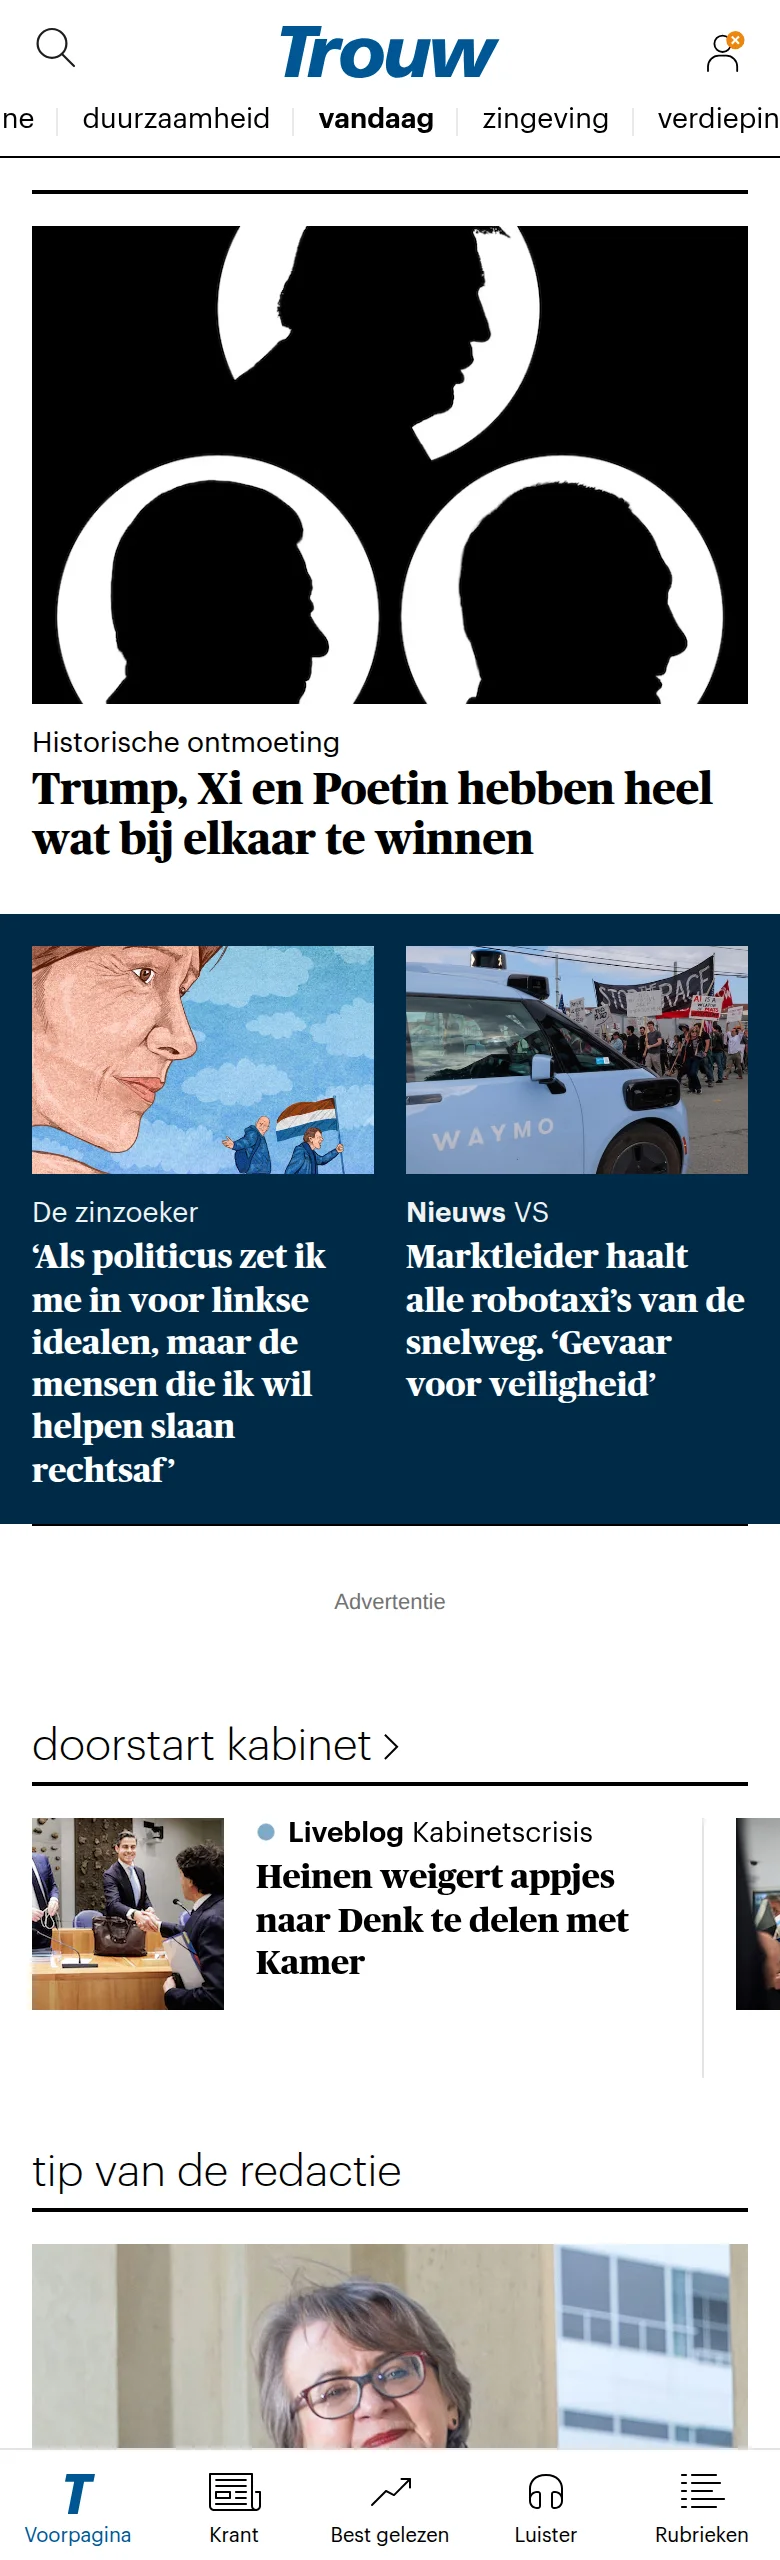 Trouw
ne duurzaamheid vandaag zingeving verdiepin
Historische ontmoeting
Trump, Xi en Poetin hebben heel
wat bij elkaar te winnen
STOP RACE
WAYMO
De zinzoeker
‘Als politicus zet ik
me in voor linkse
idealen, maar de
mensen die ik wil
helpen slaan
rechtsaf’
Nieuws VS
Marktleider haalt
alle robotaxi’s van de
snelweg. ‘Gevaar
voor veiligheid’
Advertentie
doorstart kabinet
Liveblog Kabinetscrisis
Heinen weigert appjes
naar Denk te delen met
Kamer
tip van de redactie
T
Voorpagina Krant Best gelezen Luister Rubrieken